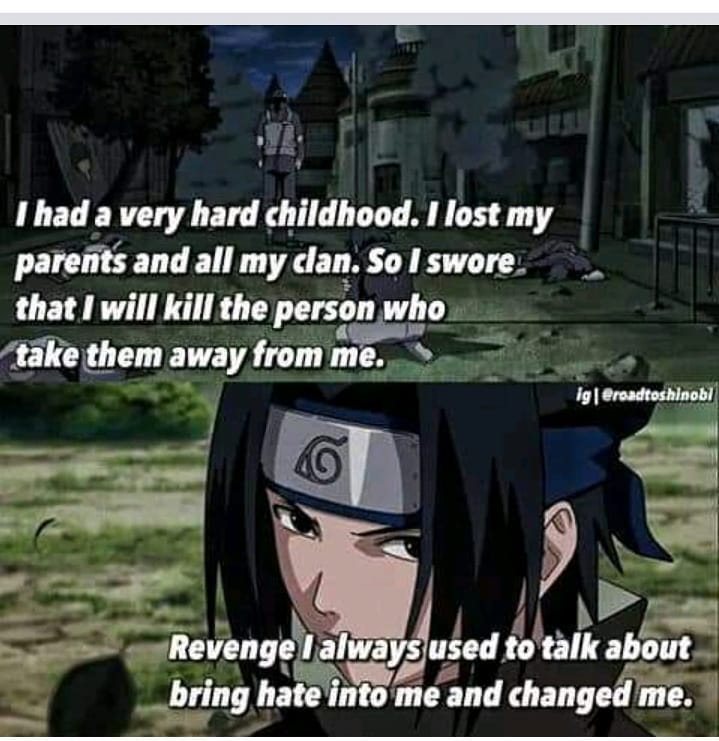 I had a very hard childhood. I lost my
parents and all my clan. So I swore
that I will kill the person who
take them away from me.
ig | @roadtoshinobi
Revenge I always used to talk about
bring hate into me and changed me.